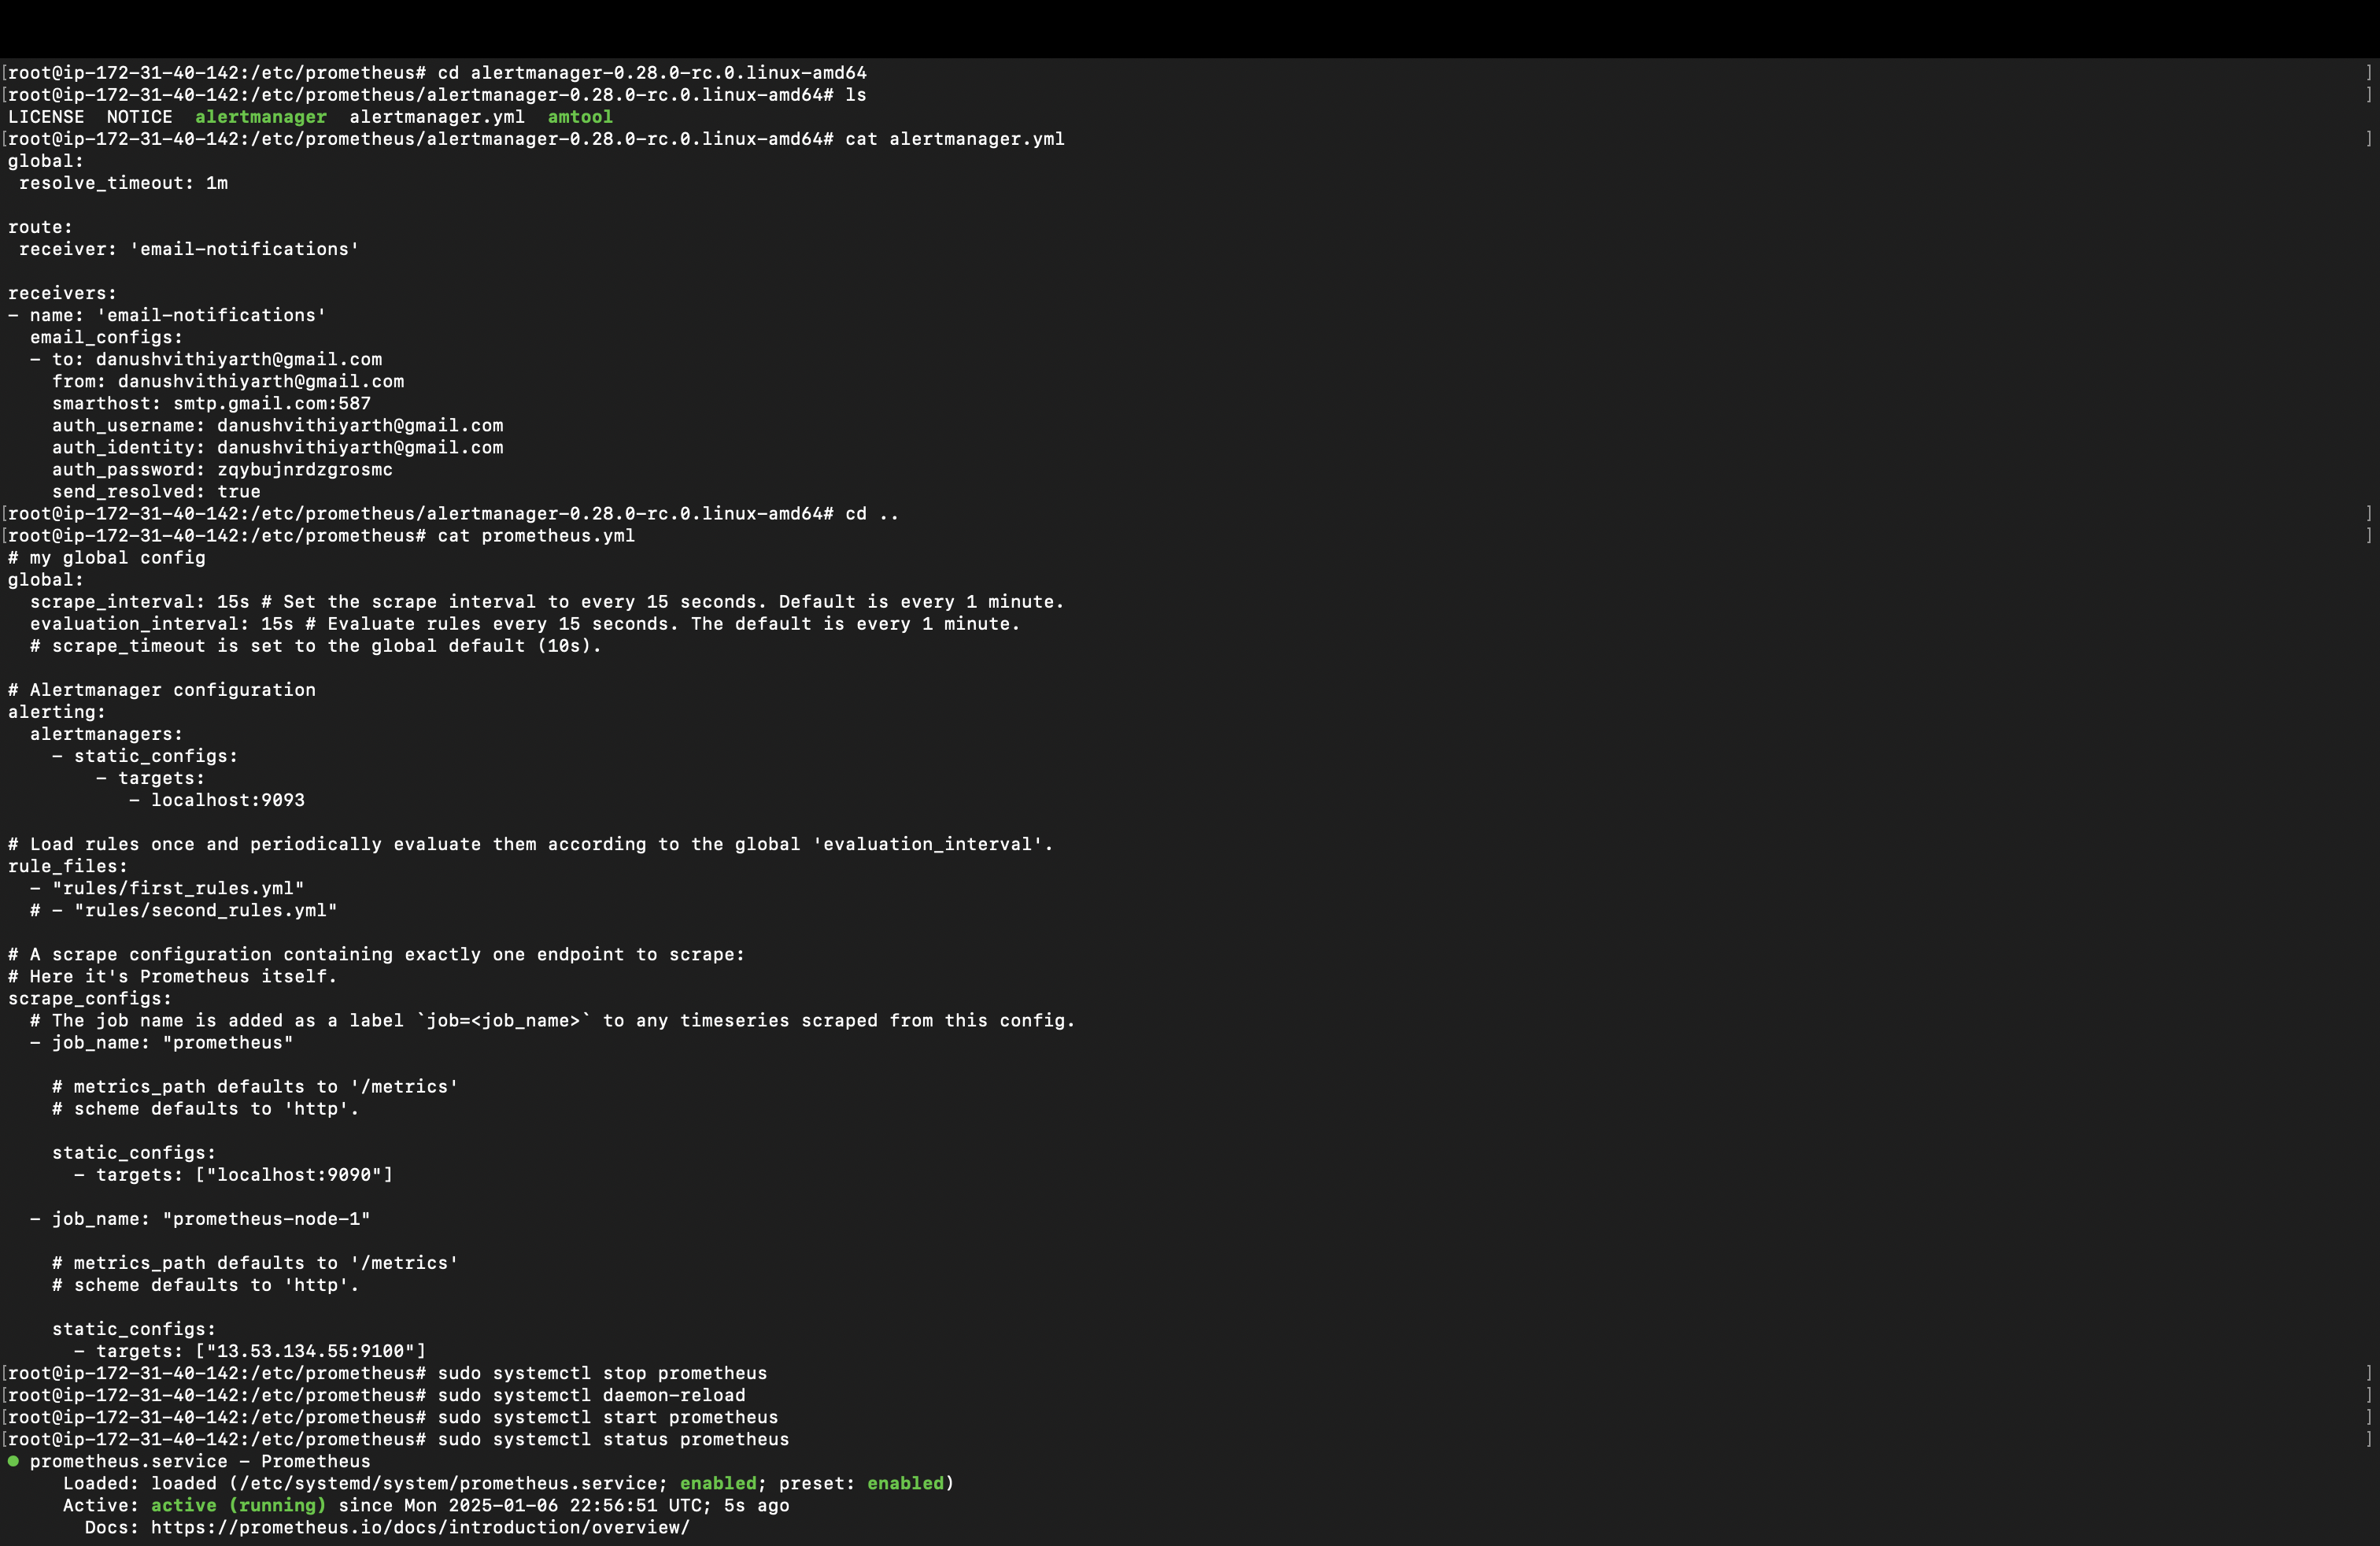 [root@ip-172-31-40-142:/etc/prometheus# cd alertmanager-0.28.0-rc.0.linux-amd64 ]
[root@ip-172-31-40-142:/etc/prometheus/alertmanager-0.28.0-rc.0.linux-amd64# ls ]
LICENSE  NOTICE  alertmanager  alertmanager.yml  amtool
[root@ip-172-31-40-142:/etc/prometheus/alertmanager-0.28.0-rc.0.linux-amd64# cat alertmanager.yml ]
global:
 resolve_timeout: 1m

route:
 receiver: 'email-notifications'

receivers:
- name: 'email-notifications'
  email_configs:
  - to: danushvithiyarth@gmail.com
    from: danushvithiyarth@gmail.com
    smarthost: smtp.gmail.com:587
    auth_username: danushvithiyarth@gmail.com
    auth_identity: danushvithiyarth@gmail.com
    auth_password: zqybujnrdzgrosmc
    send_resolved: true
[root@ip-172-31-40-142:/etc/prometheus/alertmanager-0.28.0-rc.0.linux-amd64# cd .. ]
[root@ip-172-31-40-142:/etc/prometheus# cat prometheus.yml ]
# my global config
global:
  scrape_interval: 15s # Set the scrape interval to every 15 seconds. Default is every 1 minute.
  evaluation_interval: 15s # Evaluate rules every 15 seconds. The default is every 1 minute.
  # scrape_timeout is set to the global default (10s).

# Alertmanager configuration
alerting:
  alertmanagers:
    - static_configs:
        - targets:
           - localhost:9093

# Load rules once and periodically evaluate them according to the global 'evaluation_interval'.
rule_files:
  - "rules/first_rules.yml"
  # - "rules/second_rules.yml"

# A scrape configuration containing exactly one endpoint to scrape:
# Here it's Prometheus itself.
scrape_configs:
  # The job name is added as a label `job=<job_name>` to any timeseries scraped from this config.
  - job_name: "prometheus"

    # metrics_path defaults to '/metrics'
    # scheme defaults to 'http'.

    static_configs:
      - targets: ["localhost:9090"]

  - job_name: "prometheus-node-1"

    # metrics_path defaults to '/metrics'
    # scheme defaults to 'http'.

    static_configs:
      - targets: ["13.53.134.55:9100"]
[root@ip-172-31-40-142:/etc/prometheus# sudo systemctl stop prometheus ]
[root@ip-172-31-40-142:/etc/prometheus# sudo systemctl daemon-reload ]
[root@ip-172-31-40-142:/etc/prometheus# sudo systemctl start prometheus ]
[root@ip-172-31-40-142:/etc/prometheus# sudo systemctl status prometheus ]
● prometheus.service - Prometheus
     Loaded: loaded (/etc/systemd/system/prometheus.service; enabled; preset: enabled)
     Active: active (running) since Mon 2025-01-06 22:56:51 UTC; 5s ago
       Docs: https://prometheus.io/docs/introduction/overview/